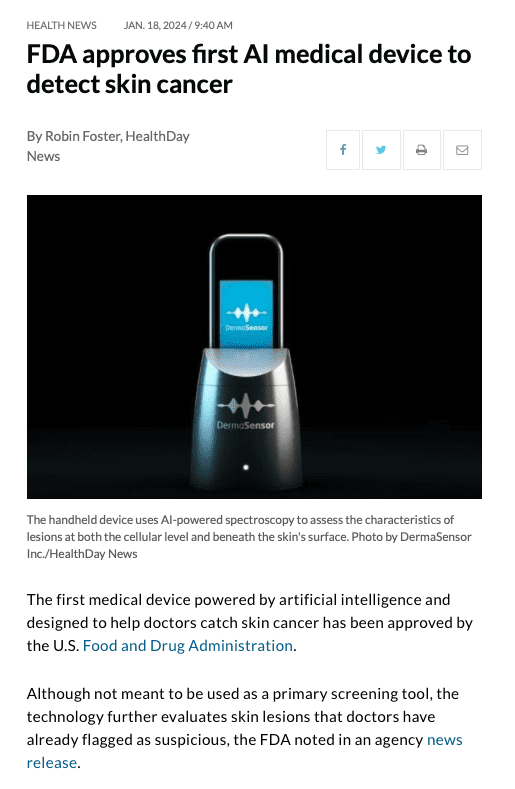 HEALTH NEWS JAN. 18, 2024 / 9:40 AM
FDA approves first AI medical device to
detect skin cancer
By Robin Foster, HealthDay
News
DermaSensor
DermaSensor
The handheld device uses AI-powered spectroscopy to assess the characteristics of
lesions at both the cellular level and beneath the skin's surface. Photo by DermaSensor
Inc./HealthDay News
The first medical device powered by artificial intelligence and
designed to help doctors catch skin cancer has been approved by
the U.S. Food and Drug Administration.
Although not meant to be used as a primary screening tool, the
technology further evaluates skin lesions that doctors have
already flagged as suspicious, the FDA noted in an agency news
release.